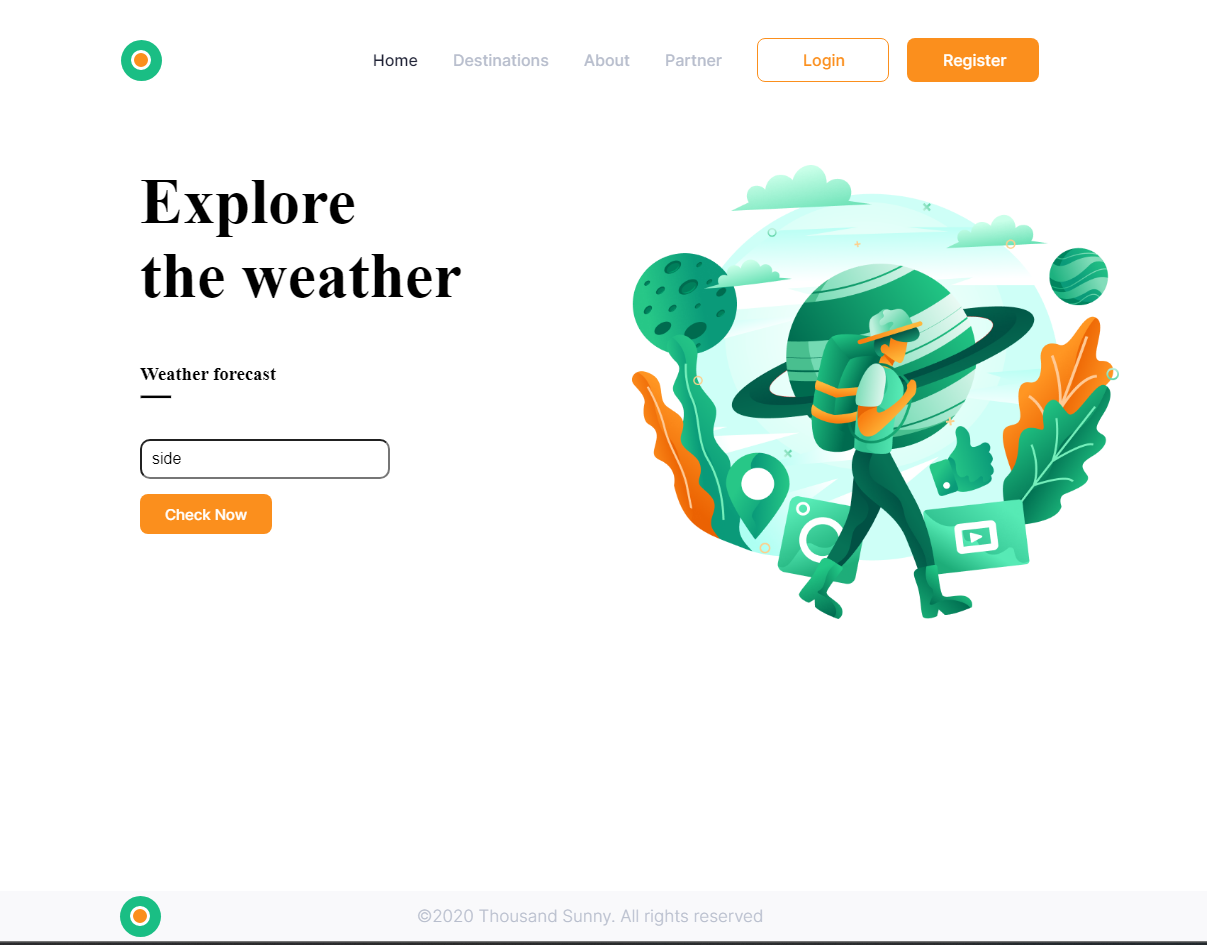 Home Destinations About Partner Login Register
Explore
the weather
Weather forecast
side
Check Now
©2020 Thousand Sunny. All rights reserved